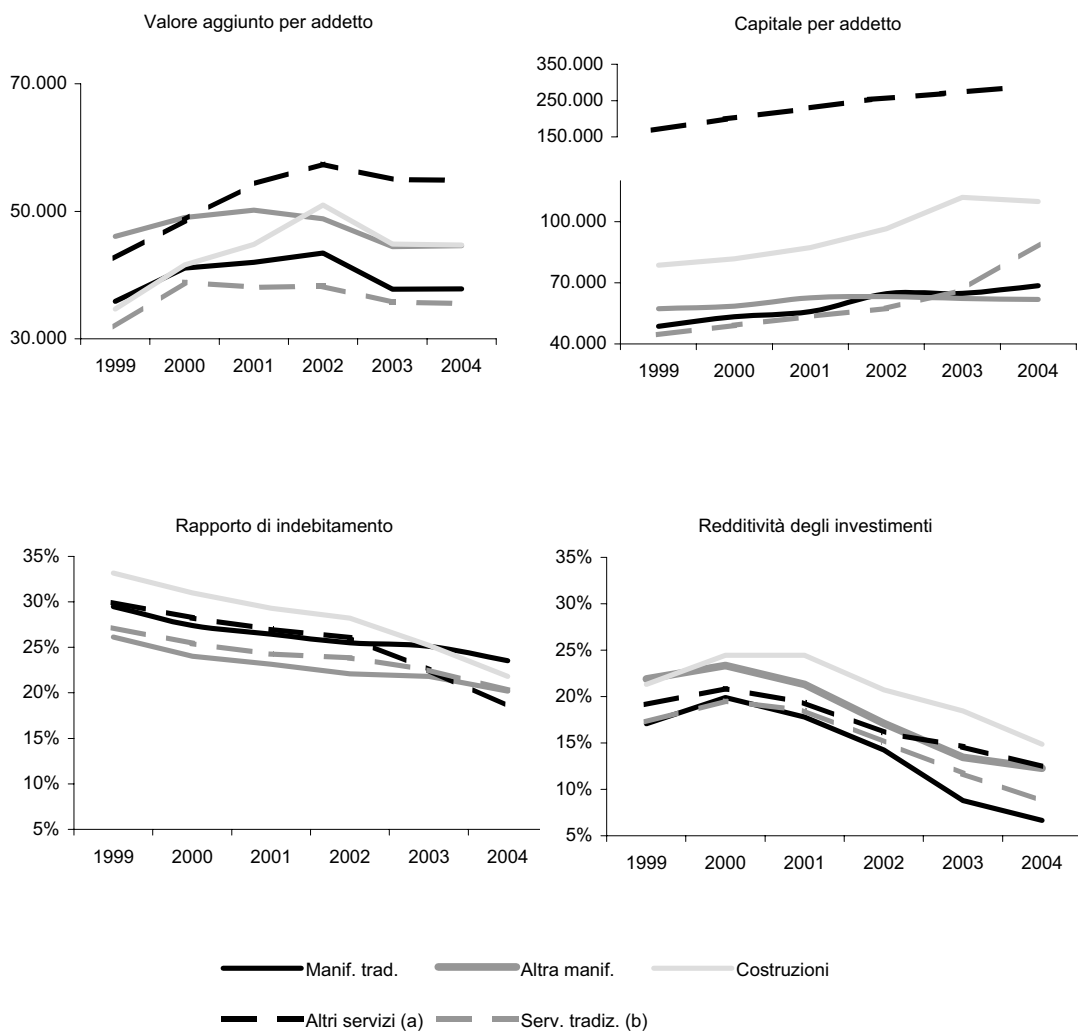 Valore aggiunto per addetto
70.000
50.000
30.000
1999 2000 2001 2002 2003 2004
Capitale per addetto
350.000
250.000
150.000
100.000
70.000
40.000
1999 2000 2001 2002 2003 2004
Rapporto di indebitamento
35%
30%
25%
20%
15%
10%
5%
1999 2000 2001 2002 2003 2004
Redditività degli investimenti
35%
30%
25%
20%
15%
10%
5%
1999 2000 2001 2002 2003 2004
Manif. trad. Altra manif. Costruzioni
Altri servizi (a) Serv. tradiz. (b)